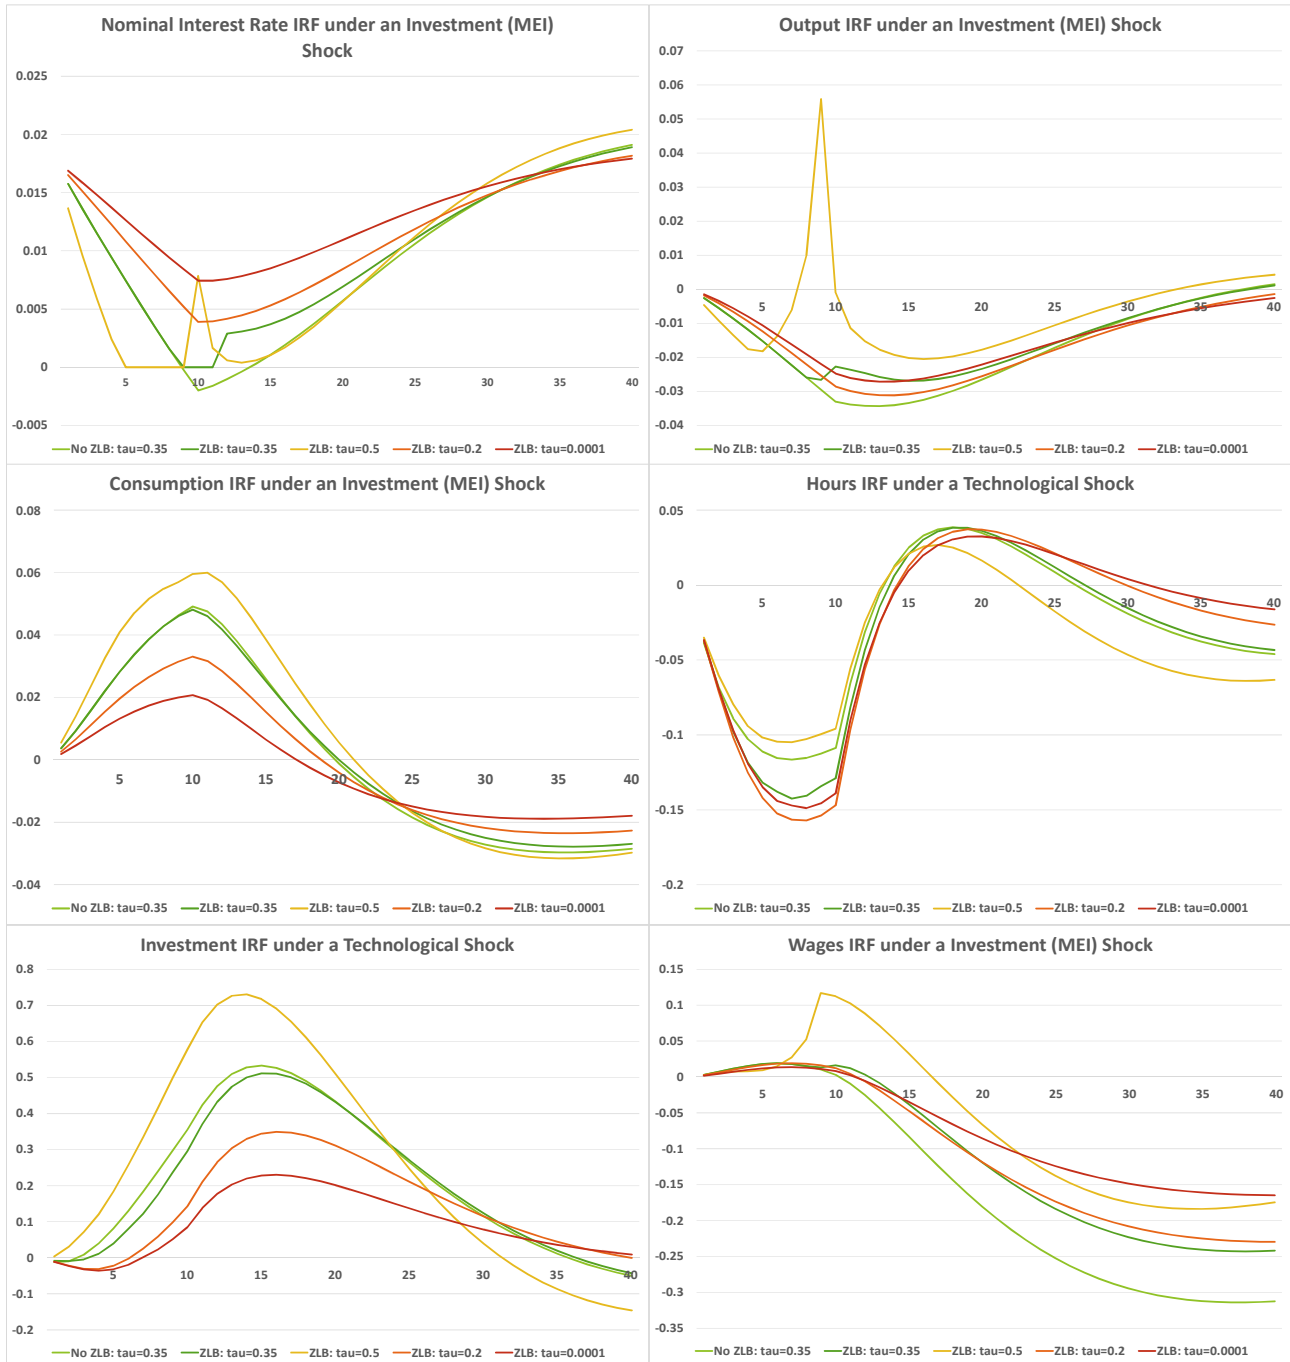 Nominal Interest Rate IRF under an Investment (MEI)
Shock
0.025
0.02
0.015
0.01
0.005
0
-0.005
5 10 15 20 25 30 35 40
No ZLB: tau=0.35 ZLB: tau=0.35 ZLB: tau=0.5 ZLB: tau=0.2 ZLB: tau=0.0001
Output IRF under an Investment (MEI) Shock
0.07
0.06
0.05
0.04
0.03
0.02
0.01
0
-0.01
-0.02
-0.03
-0.04
5 10 15 20 25 30 35 40
No ZLB: tau=0.35 ZLB: tau=0.35 ZLB: tau=0.5 ZLB: tau=0.2 ZLB: tau=0.0001
Consumption IRF under an Investment (MEI) Shock
0.08
0.06
0.04
0.02
0
-0.02
-0.04
5 10 15 20 25 30 35 40
No ZLB: tau=0.35 ZLB: tau=0.35 ZLB: tau=0.5 ZLB: tau=0.2 ZLB: tau=0.0001
Hours IRF under a Technological Shock
0.05
0
-0.05
-0.1
-0.15
-0.2
5 10 15 20 25 30 35 40
No ZLB: tau=0.35 ZLB: tau=0.35 ZLB: tau=0.5 ZLB: tau=0.2 ZLB: tau=0.0001
Investment IRF under a Technological Shock
0.8
0.7
0.6
0.5
0.4
0.3
0.2
0.1
0
-0.1
-0.2
5 10 15 20 25 30 35 40
No ZLB: tau=0.35 ZLB: tau=0.35 ZLB: tau=0.5 ZLB: tau=0.2 ZLB: tau=0.0001
Wages IRF under a Investment (MEI) Shock
0.15
0.1
0.05
0
-0.05
-0.1
-0.15
-0.2
-0.25
-0.3
-0.35
5 10 15 20 25 30 35 40
No ZLB: tau=0.35 ZLB: tau=0.35 ZLB: tau=0.5 ZLB: tau=0.2 ZLB: tau=0.0001